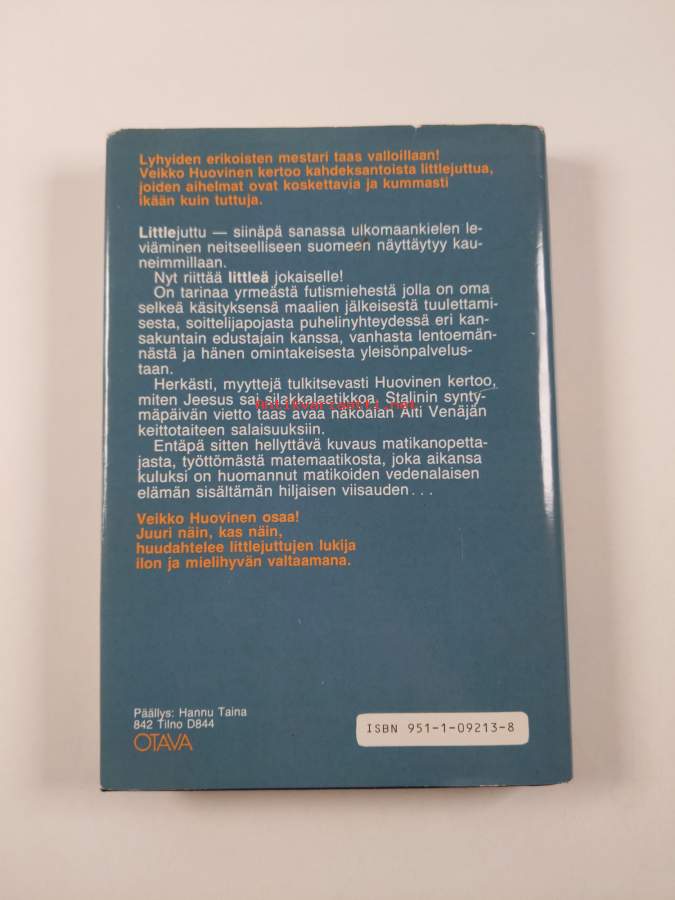 Lyhyiden erikoisten mestari taas valloillaan!
Veikko Huovinen kertoo kahdeksantoista littlejuttua,
joiden aihelmat ovat koskettavia ja kummasti
ikään kuin tuttuja.
Littlejuttu — siinäpä sanassa ulkomaankielen le-
viäminen neitseelliseen suomeen näyttäytyy kau-
neimmillaan.
Nyt riittää littleä jokaiselle!
On tarinaa yrmeästä futismiehestä jolla on oma
selkeä käsityksensä maalien jälkeisestä tuulettami-
sesta, soittelijapojasta puhelinyhteydessä eri kan-
sakuntain edustajain kanssa, vanhasta lentoemän-
nästä ja hänen omintakeisesta yleisönpalvelus-
taan.
Herkästi, myyttejä tulkitsevasti Huovinen kertoo,
miten Jeesus sai silakkalaatikkoa. Stalinin synty-
Antikvariaatti.net
mäpäivän vietto taas avaa näköalan Äiti Venäjän
keittotaiteen salaisuuksiin.
Entäpä sitten hellyttävä kuvaus matikanopetta-
jasta, työttömästä matemaatikosta, joka aikansa
kuluksi on huomannut matikoiden vedenalaisen
elämän sisältämän hiljaisen viisauden...
Veikko Huovinen osaa!
Juuri näin, kas näin,
huudahtelee littlejuttujen lukija
ilon ja mielihyvän valtaamana.
Päällys: Hannu Taina
842 Tilno D844
OTAVA
ISBN 951-1-09213-8